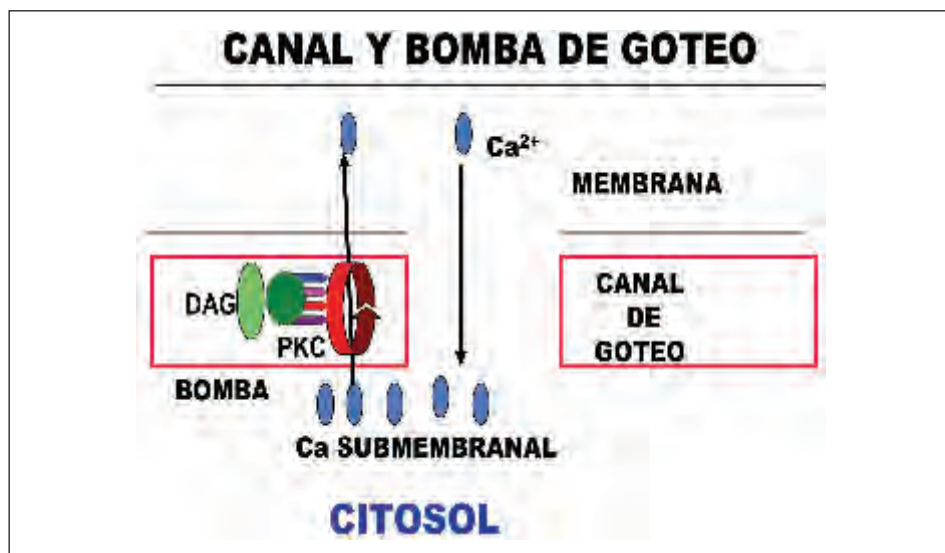 CANAL Y BOMBA DE GOTEO
Ca²⁺
MEMBRANA
DAG
PKC
CANAL
DE
GOTEO
BOMBA
Ca SUBMEMBRANAL
CITOSOL